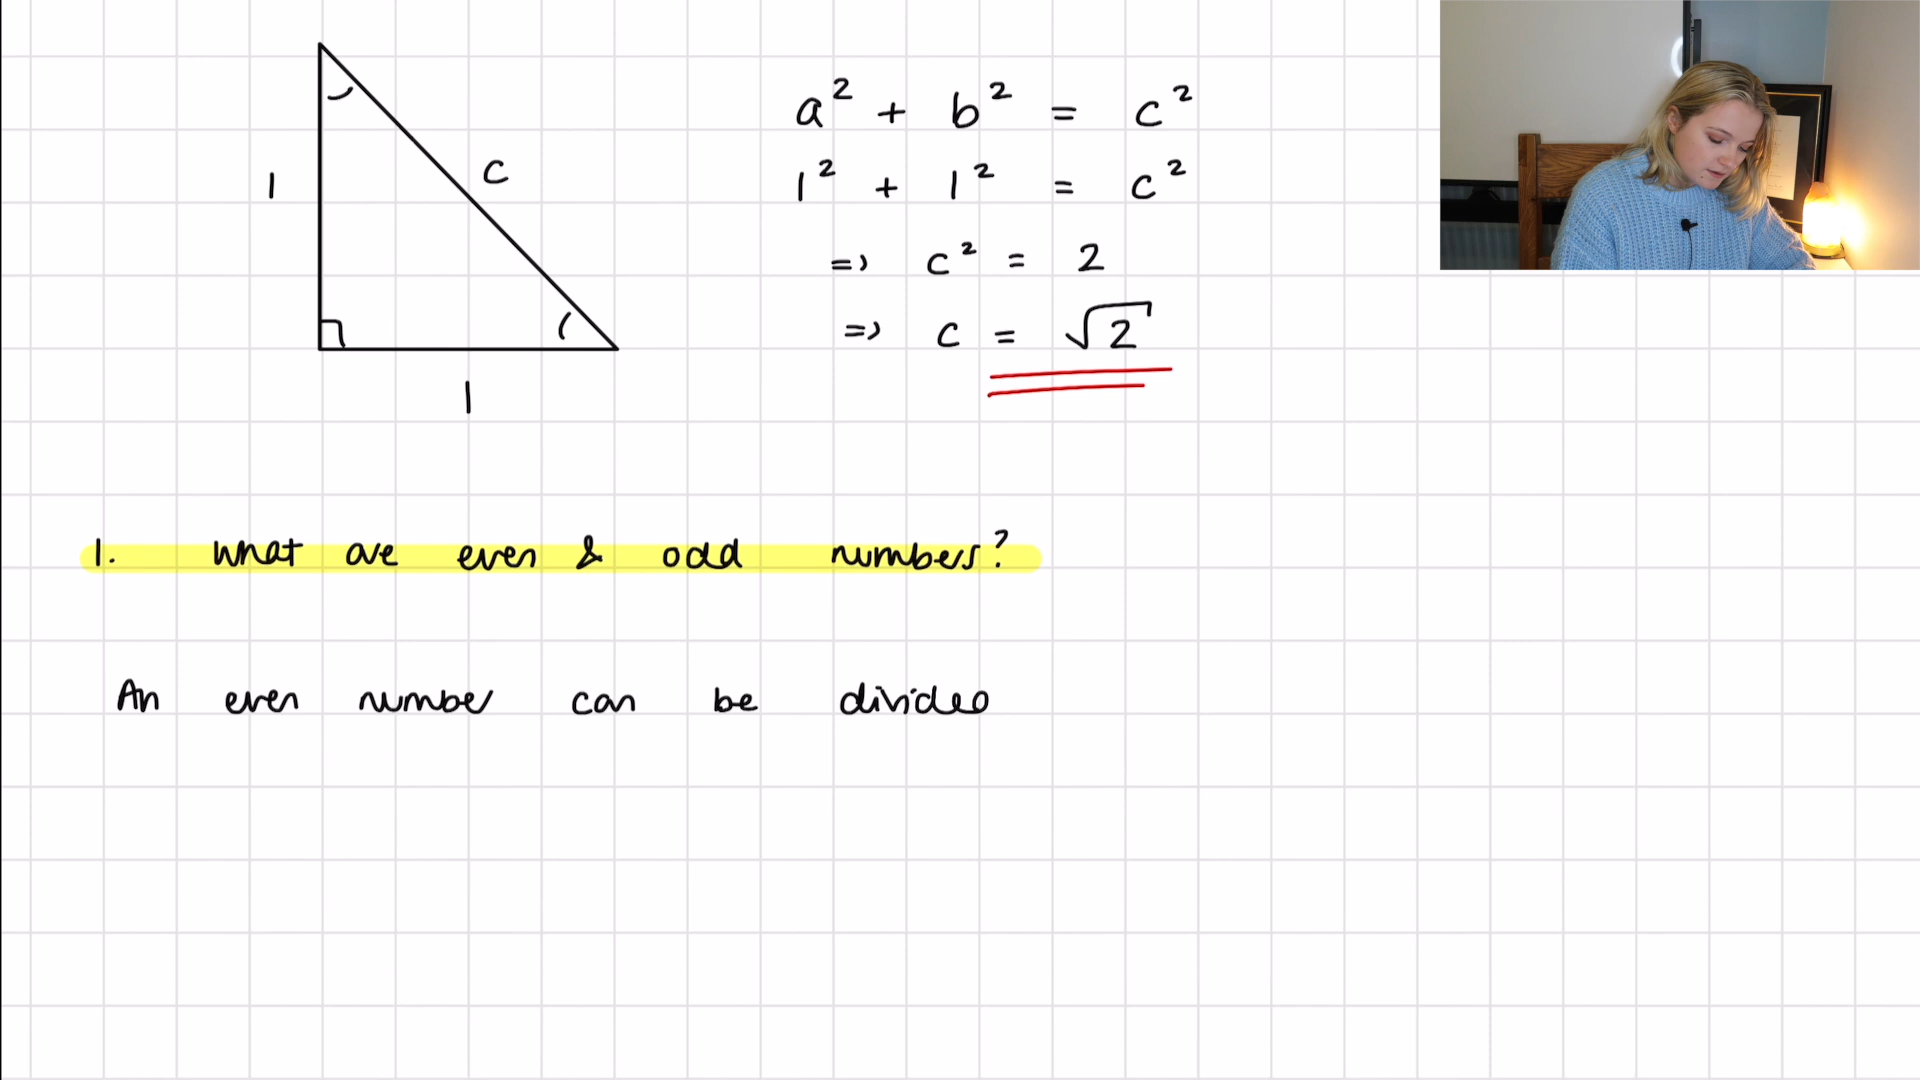 1
c
1
a² + b² = c²
1² + 1² = c²
=> c² = 2
=> c = √2
1. What are even & odd numbers?
An even number can be divided